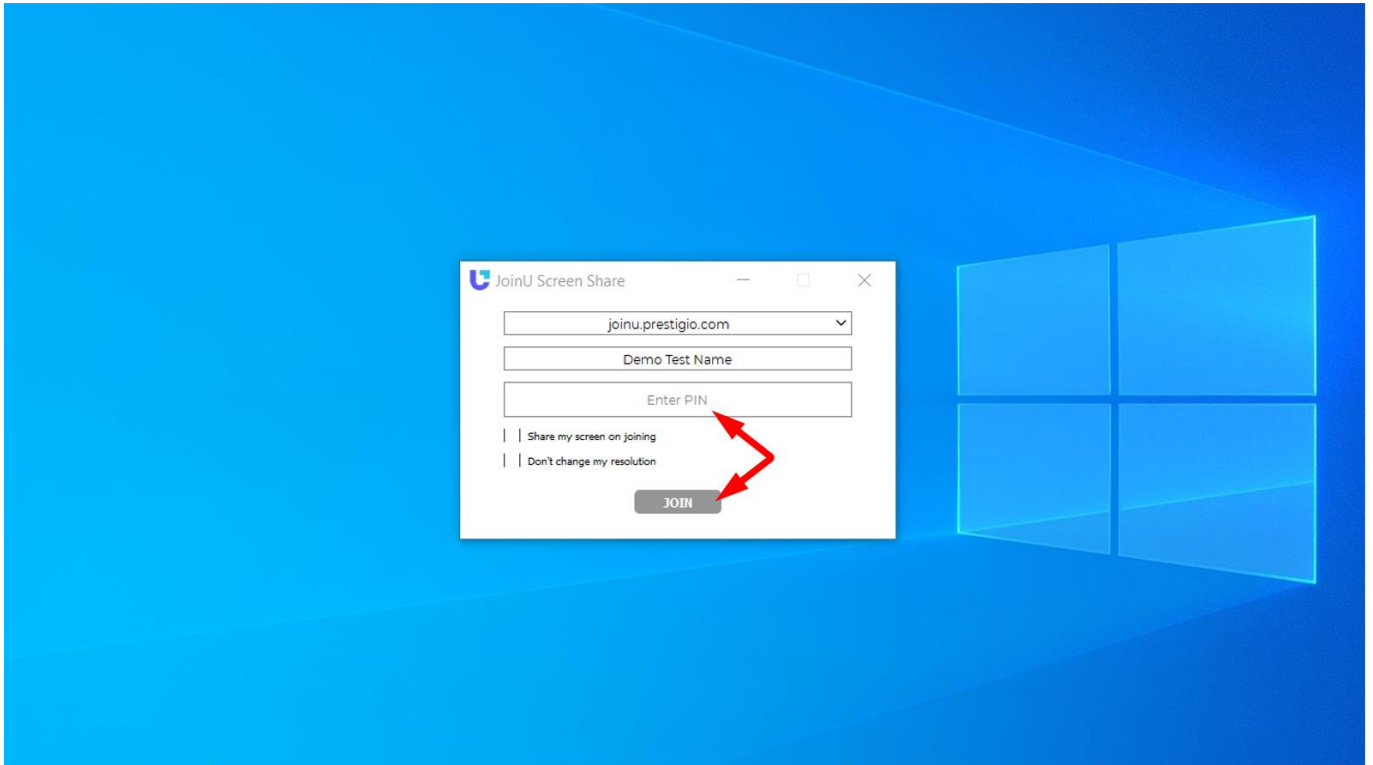 JoinU Screen Share
joinu.prestigio.com
Demo Test Name
Enter PIN
Share my screen on joining
Don't change my resolution
JOIN